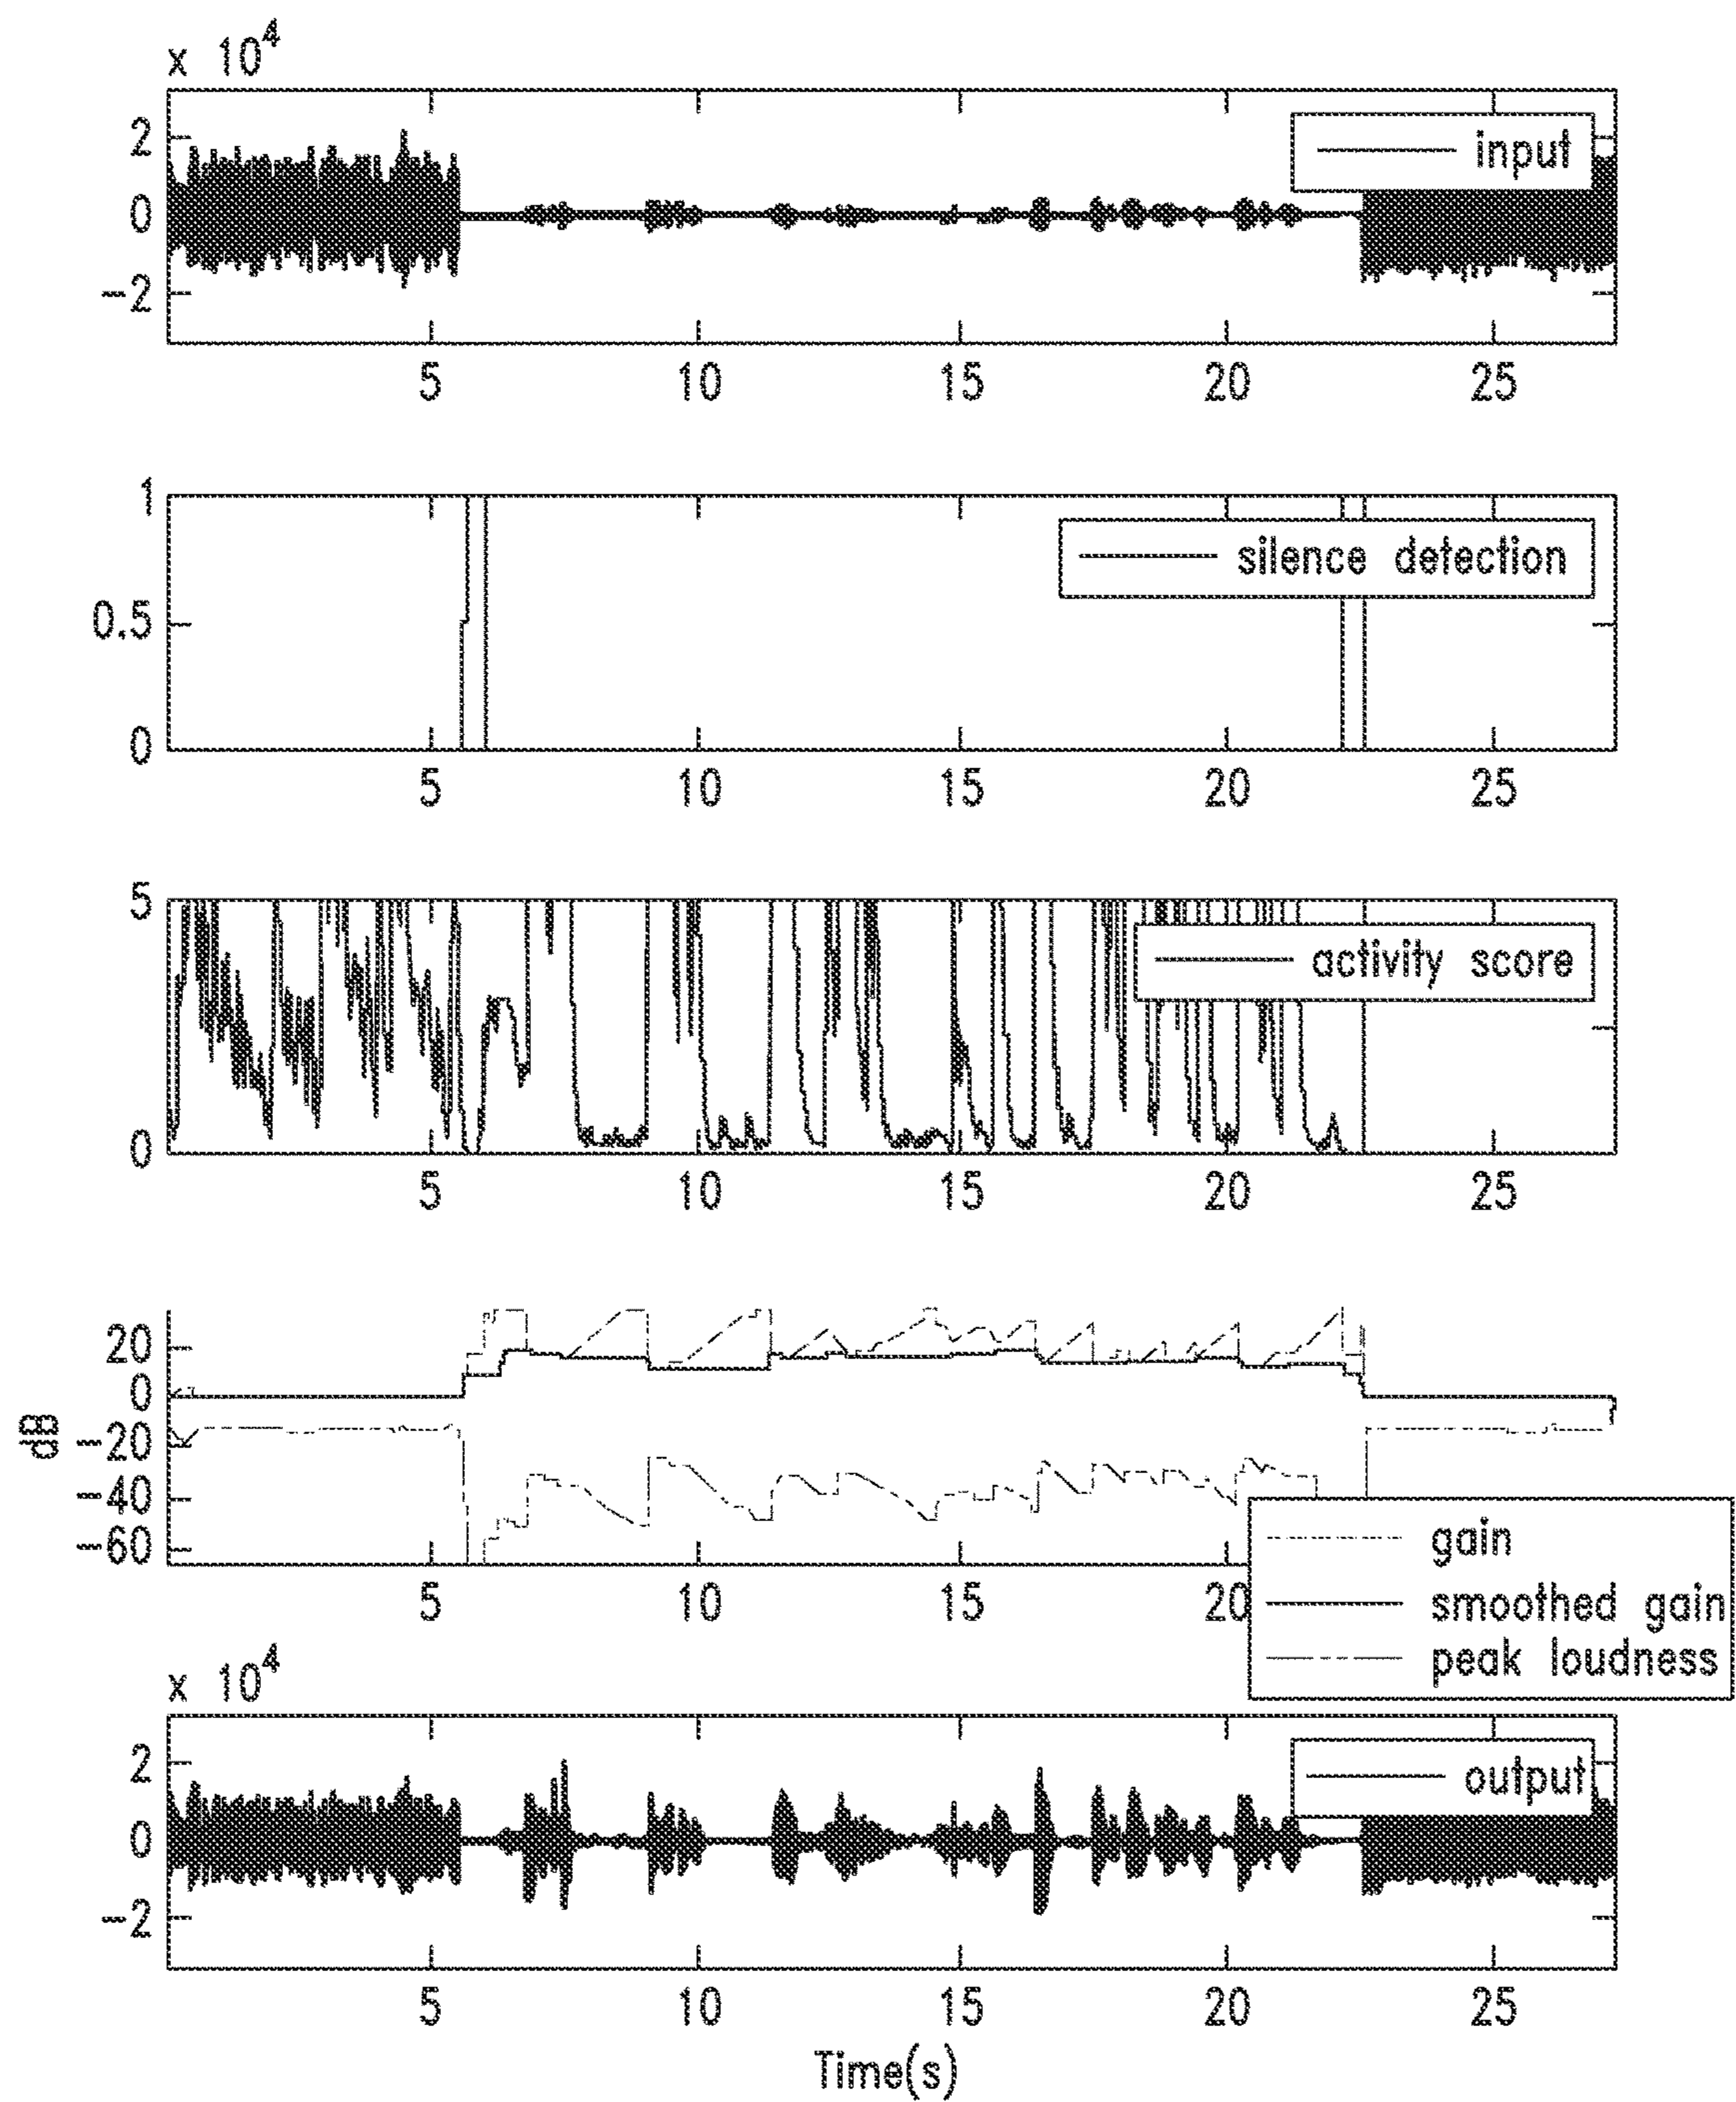 x 10^4
2
0
-2
input
5 10 15 20 25
1
0.5
0
silence detection
5 10 15 20 25
5
0
activity score
5 10 15 20 25
20
0
-20
-40
-60
dB
5 10 15 20
gain
smoothed gain
peak loudness
x 10^4
2
0
-2
output
5 10 15 20 25
Time(s)